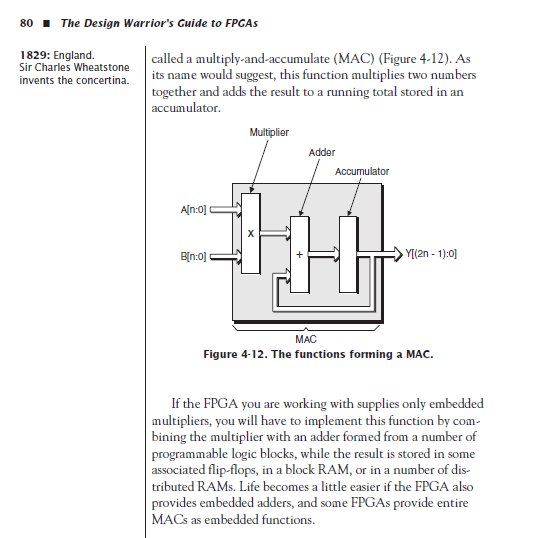 80 ■ The Design Warrior's Guide to FPGAs
1829: England.
Sir Charles Wheatstone
invents the concertina.
called a multiply-and-accumulate (MAC) (Figure 4-12). As
its name would suggest, this function multiplies two numbers
together and adds the result to a running total stored in an
accumulator.
Multiplier
Adder
Accumulator
A[n:0]
x
B[n:0]
+
Y[(2n - 1):0]
MAC
Figure 4-12. The functions forming a MAC.
If the FPGA you are working with supplies only embedded
multipliers, you will have to implement this function by com-
bining the multiplier with an adder formed from a number of
programmable logic blocks, while the result is stored in some
associated flip-flops, in a block RAM, or in a number of dis-
tributed RAMs. Life becomes a little easier if the FPGA also
provides embedded adders, and some FPGAs provide entire
MACs as embedded functions.